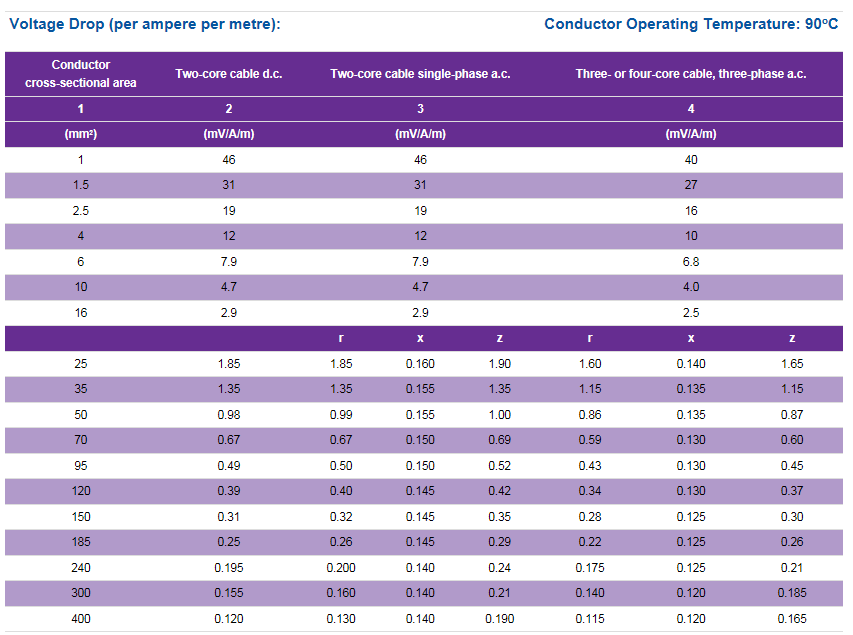 Voltage Drop (per ampere per metre): Conductor Operating Temperature: 90°C
Conductor
cross-sectional area Two-core cable d.c. Two-core cable single-phase a.c. Three- or four-core cable, three-phase a.c.
1 2 3 4
(mm²) (mV/A/m) (mV/A/m) (mV/A/m)
1 46 46 40
1.5 31 31 27
2.5 19 19 16
4 12 12 10
6 7.9 7.9 6.8
10 4.7 4.7 4.0
16 2.9 2.9 2.5
r x z r x z
25 1.85 1.85 0.160 1.90 1.60 0.140 1.65
35 1.35 1.35 0.155 1.35 1.15 0.135 1.15
50 0.98 0.99 0.155 1.00 0.86 0.135 0.87
70 0.67 0.67 0.150 0.69 0.59 0.130 0.60
95 0.49 0.50 0.150 0.52 0.43 0.130 0.45
120 0.39 0.40 0.145 0.42 0.34 0.130 0.37
150 0.31 0.32 0.145 0.35 0.28 0.125 0.30
185 0.25 0.26 0.145 0.29 0.22 0.125 0.26
240 0.195 0.200 0.140 0.24 0.175 0.125 0.21
300 0.155 0.160 0.140 0.21 0.140 0.120 0.185
400 0.120 0.130 0.140 0.190 0.115 0.120 0.165